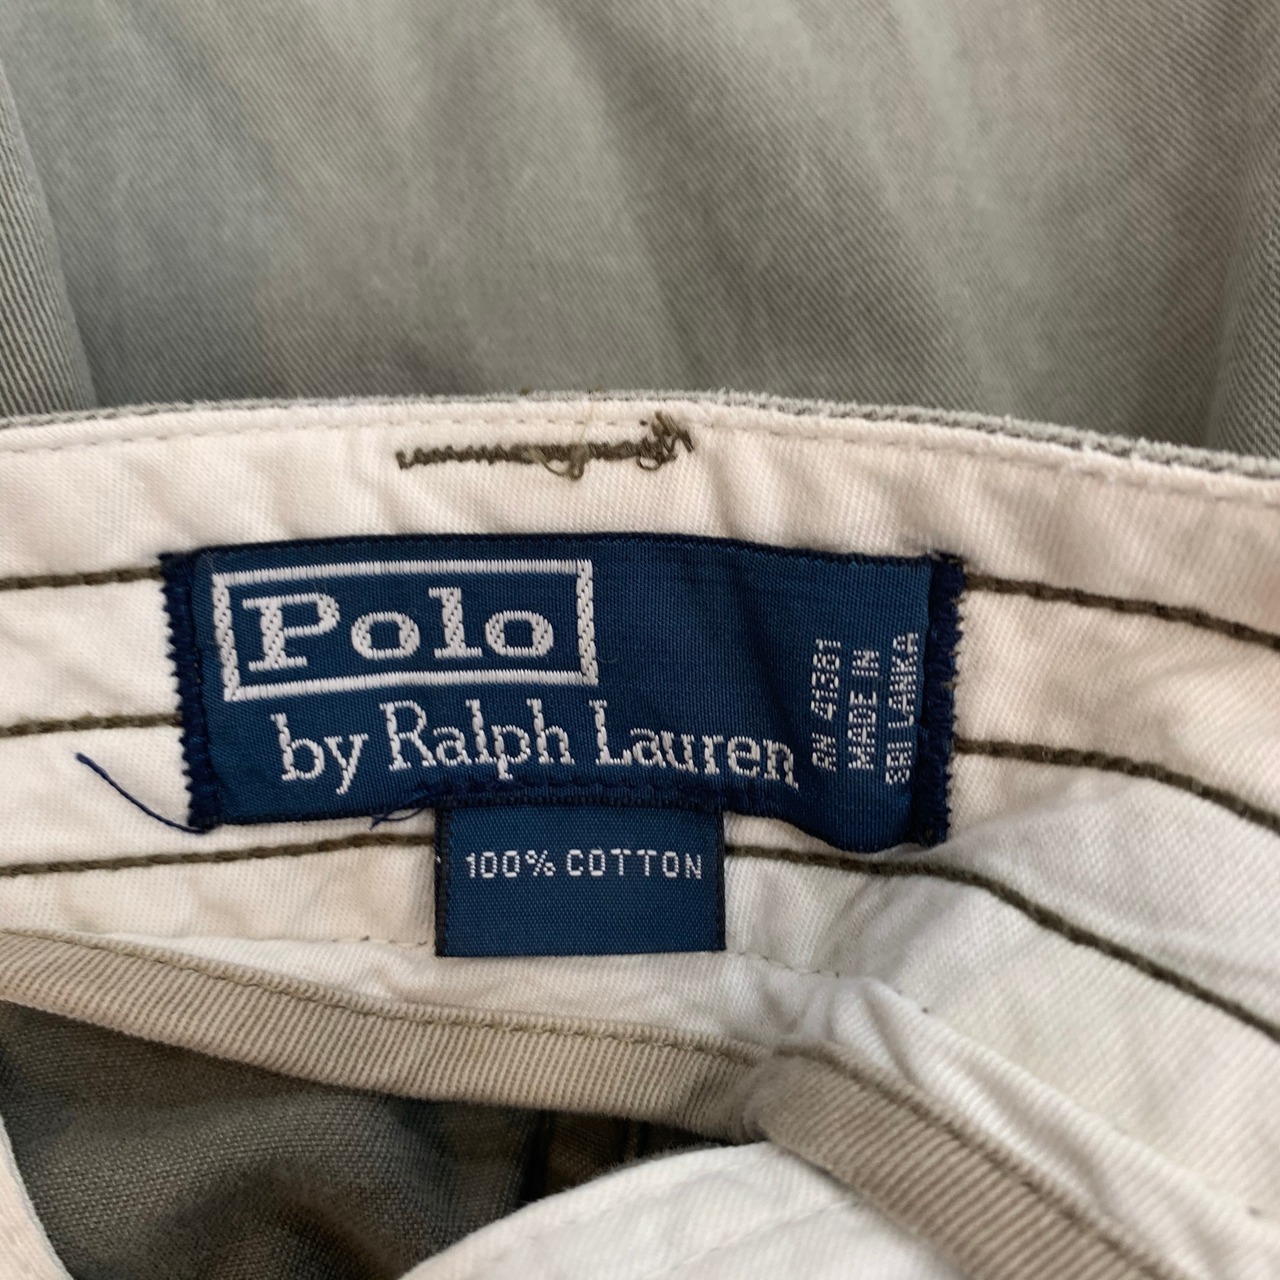 Polo
by Ralph Lauren
RN 41381
MADE IN
SRI LANKA
100% COTTON